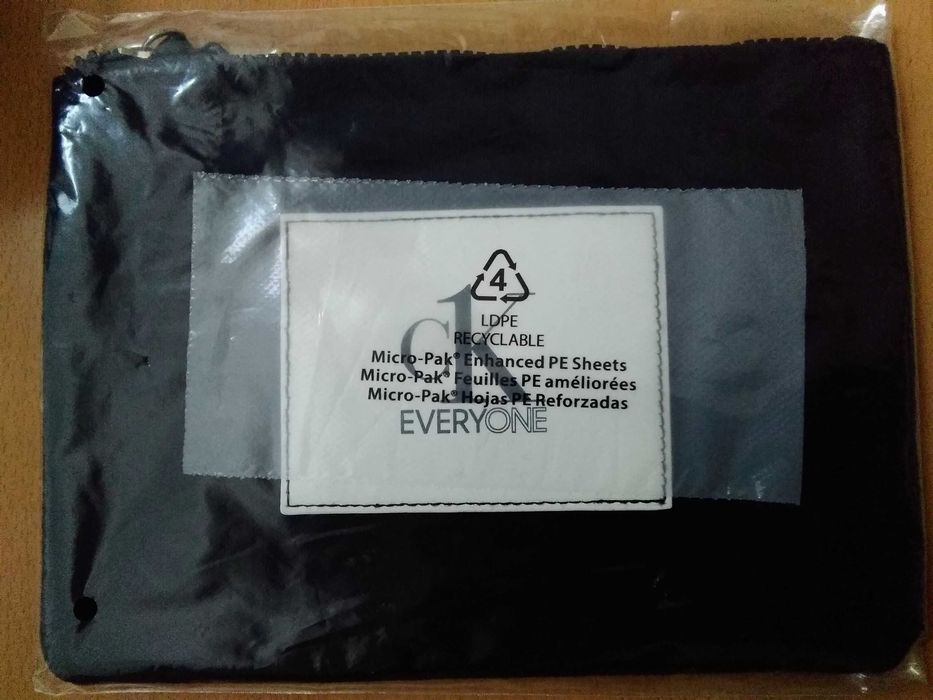 4
LDPE
RECYCLABLE
Micro-Pak® Enhanced PE Sheets
Micro-Pak® Feuilles PE améliorées
Micro-Pak® Hojas PE Reforzadas
cK1
EVERYONE